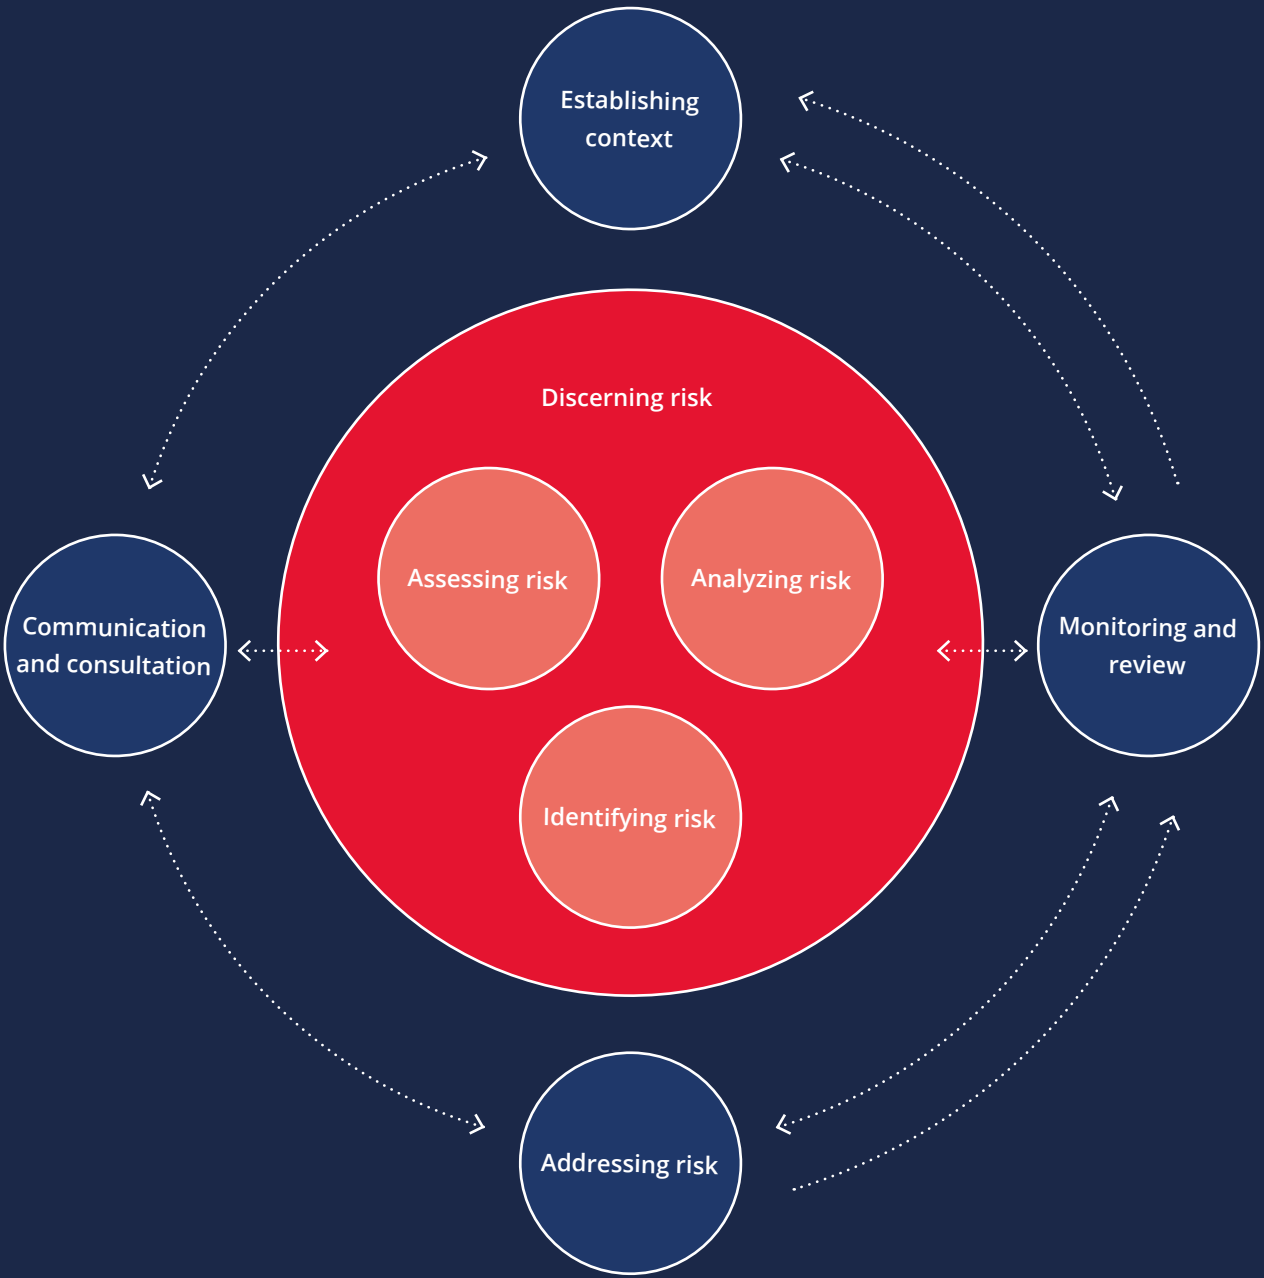 Establishing
context
Discerning risk
Assessing risk
Analyzing risk
Communication
and consultation
Monitoring and
review
Identifying risk
Addressing risk